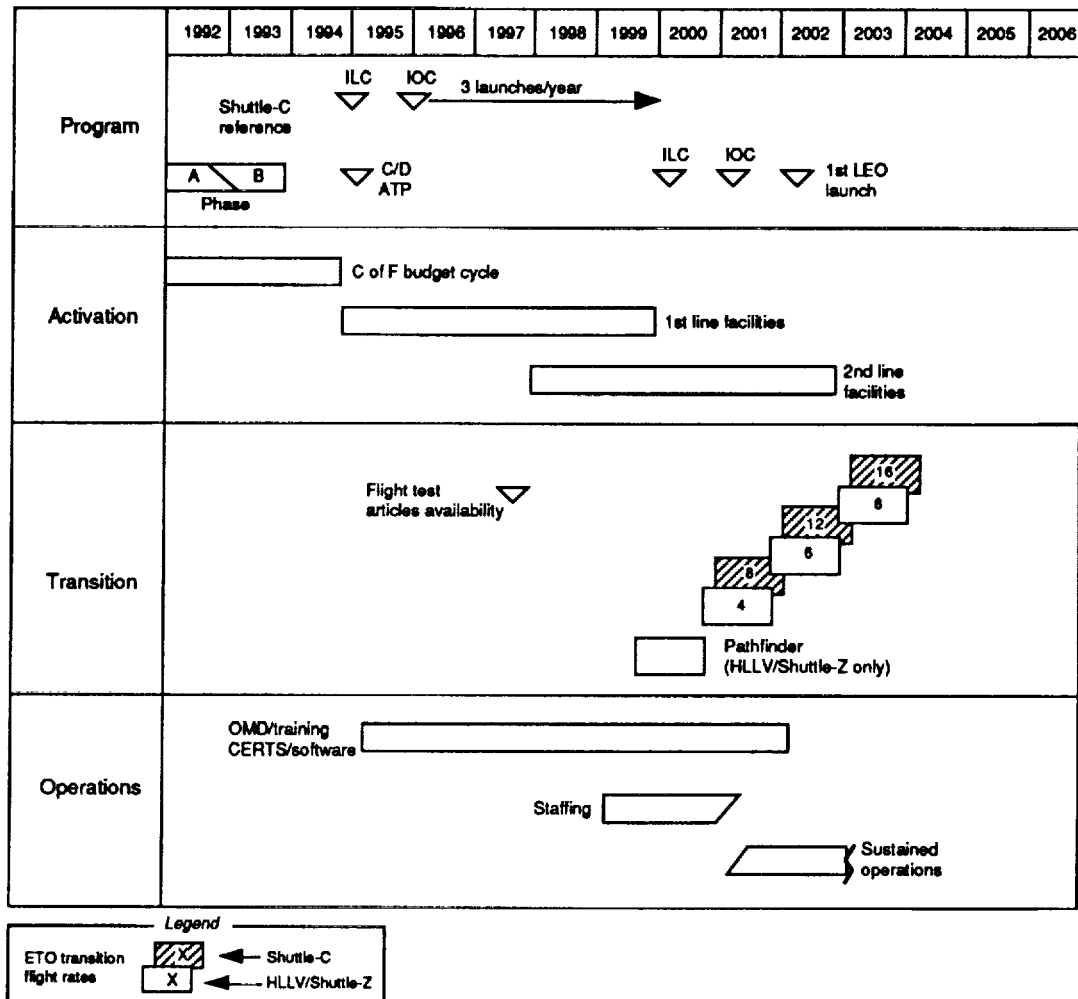 1992 1993 1994 1995 1996 1997 1998 1999 2000 2001 2002 2003 2004 2005 2006
Program
ILC IOC 3 launches/year
Shuttle-C
reference
A B
Phase
C/D
ATP
ILC IOC
1st LEO
launch
Activation
C of F budget cycle
1st line facilities
2nd line
facilities
Transition
Flight test
articles availability
16
8
12
6
8
4
Pathfinder
(HLLV/Shuttle-Z only)
Operations
OMD/training
CERTS/software
Staffing
Sustained
operations
Legend
ETO transition
flight rates
X Shuttle-C
X HLLV/Shuttle-Z